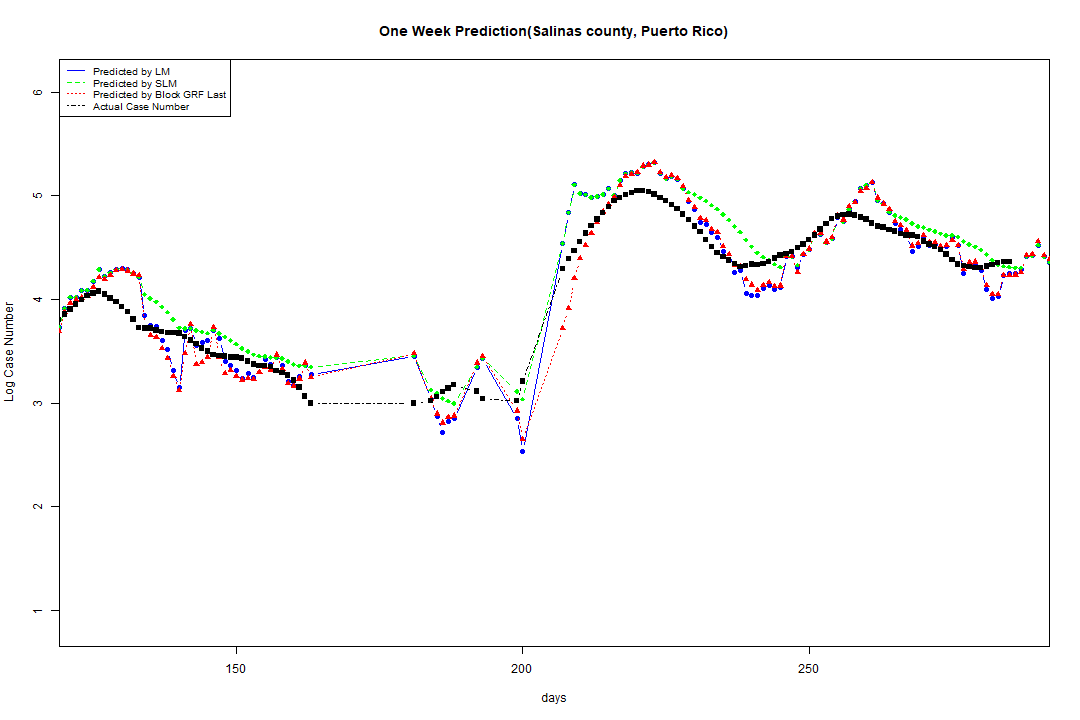 One Week Prediction(Salinas county, Puerto Rico)
Predicted by LM
Predicted by SLM
Predicted by Block GRF Last
Actual Case Number
6
5
4
3
2
1
Log Case Number
150 200 250
days